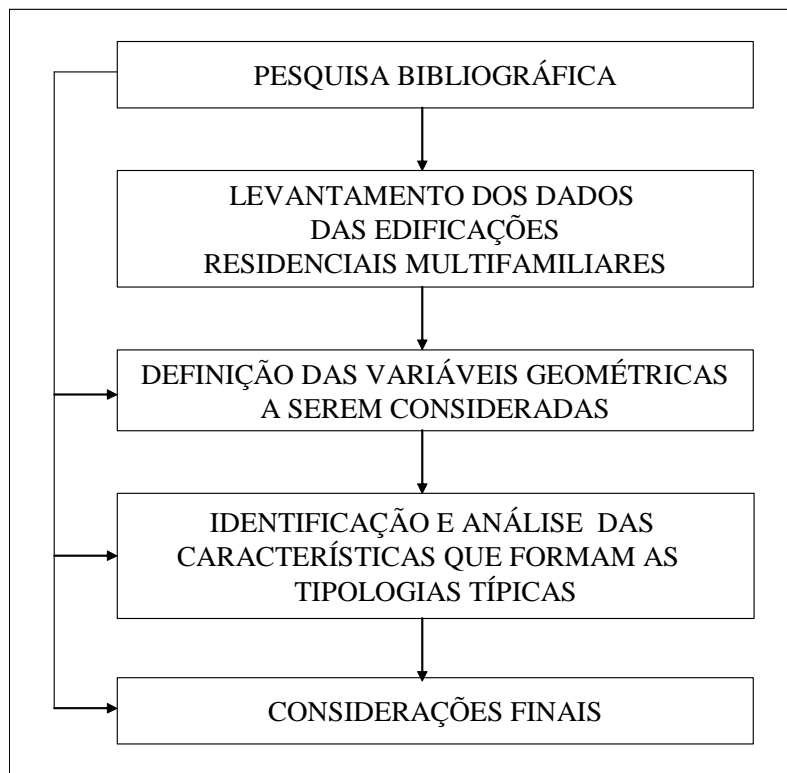 PESQUISA BIBLIOGRÁFICA
LEVANTAMENTO DOS DADOS
DAS EDIFICAÇÕES
RESIDENCIAIS MULTIFAMILIARES
DEFINIÇÃO DAS VARIÁVEIS GEOMÉTRICAS
A SEREM CONSIDERADAS
IDENTIFICAÇÃO E ANÁLISE DAS
CARACTERÍSTICAS QUE FORMAM AS
TIPOLOGIAS TÍPICAS
CONSIDERAÇÕES FINAIS